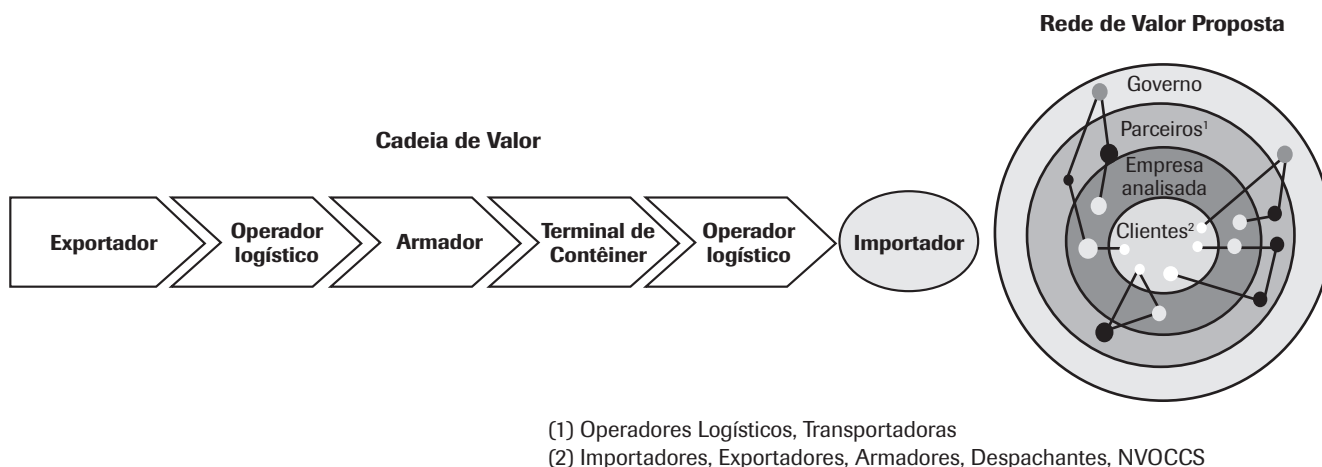 Rede de Valor Proposta
Cadeia de Valor
Exportador
Operador
logístico
Armador
Terminal de
Contêiner
Operador
logístico
Importador
Governo
Parceiros¹
Empresa
analisada
Clientes²
(1) Operadores Logísticos, Transportadoras
(2) Importadores, Exportadores, Armadores, Despachantes, NVOCCS